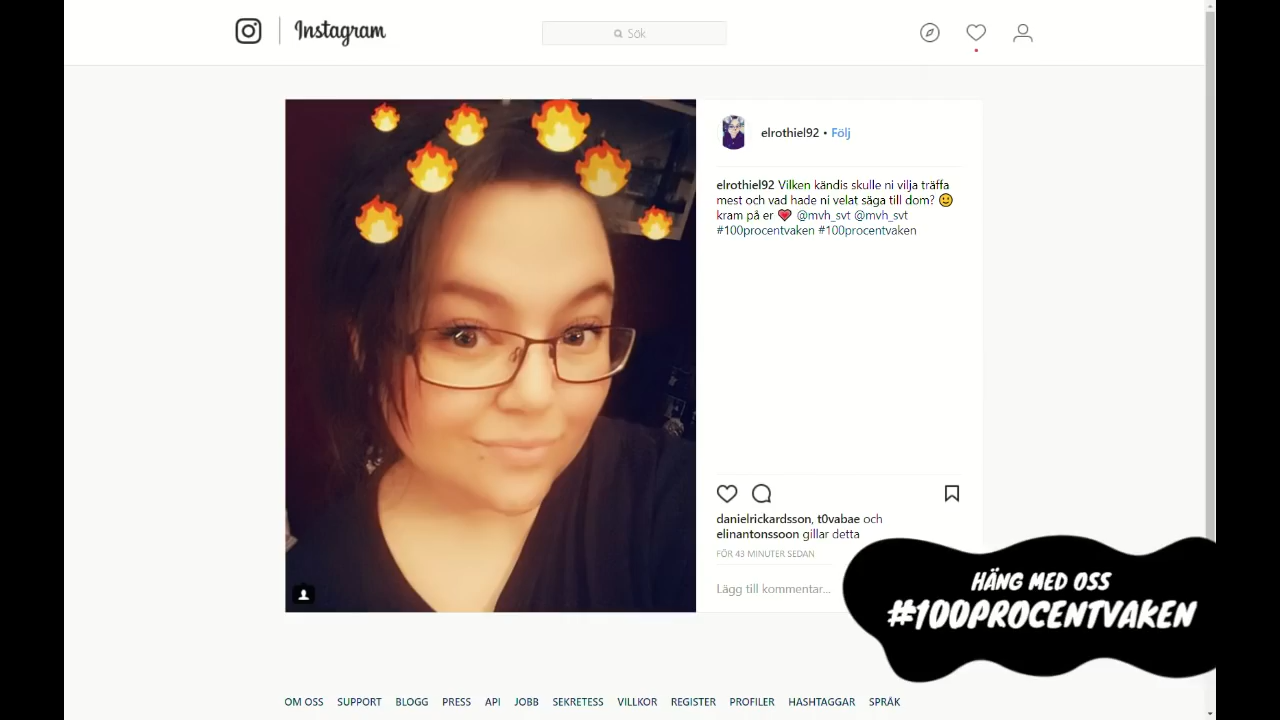 Instagram
Sök
elrothiel92 • Följ
elrothiel92 Vilken kändis skulle ni vilja träffa
mest och vad hade ni velat säga till dom? 🙂
kram på er ❤️ @mvh_svt @mvh_svt
#100procentvaken #100procentvaken
danielrickardsson, t0vabae och
elinantonssoon gillar detta
FÖR 43 MINUTER SEDAN
Lägg till kommentar...
HÄNG MED OSS
#100PROCENTVAKEN
OM OSS SUPPORT BLOGG PRESS API JOBB SEKRETESS VILLKOR REGISTER PROFILER HASHTAGGAR SPRÅK